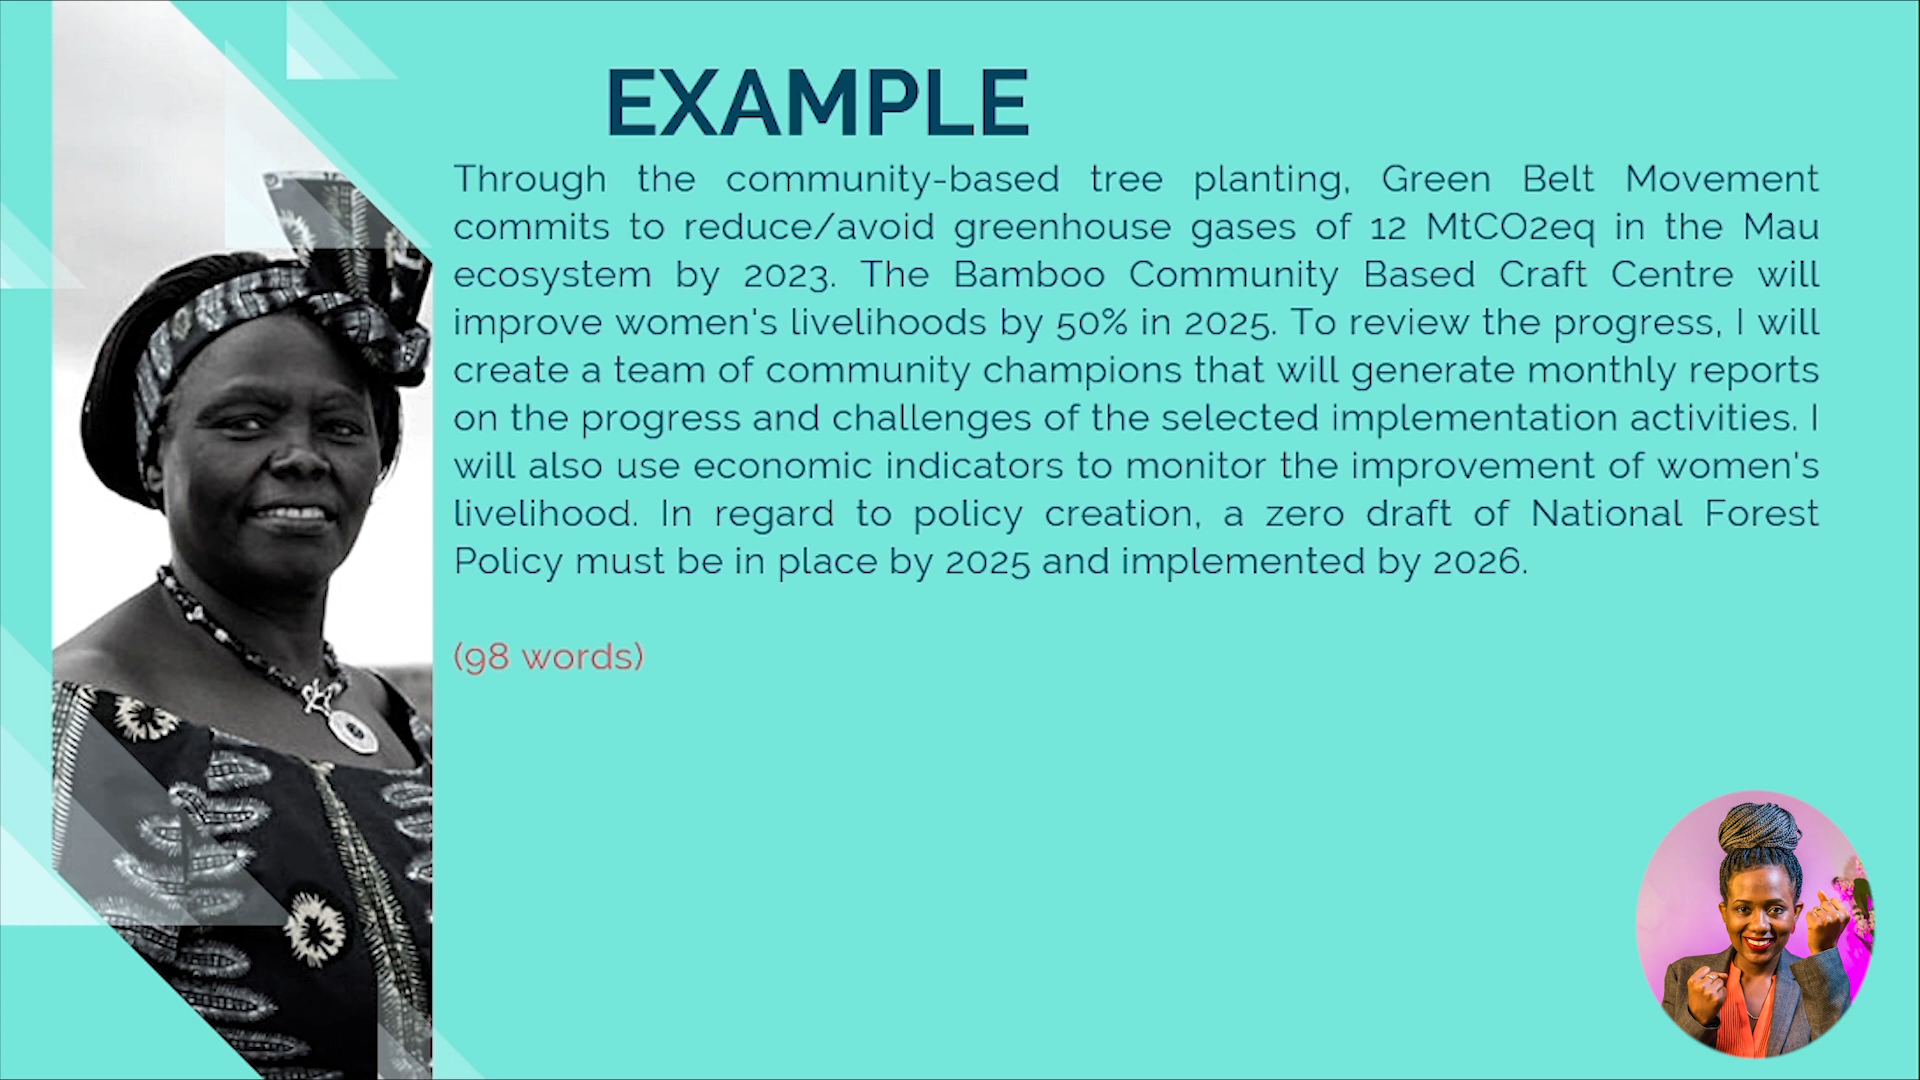 EXAMPLE
Through the community-based tree planting, Green Belt Movement
commits to reduce/avoid greenhouse gases of 12 MtCO2eq in the Mau
ecosystem by 2023. The Bamboo Community Based Craft Centre will
improve women's livelihoods by 50% in 2025. To review the progress, I will
create a team of community champions that will generate monthly reports
on the progress and challenges of the selected implementation activities. I
will also use economic indicators to monitor the improvement of women's
livelihood. In regard to policy creation, a zero draft of National Forest
Policy must be in place by 2025 and implemented by 2026.
(98 words)